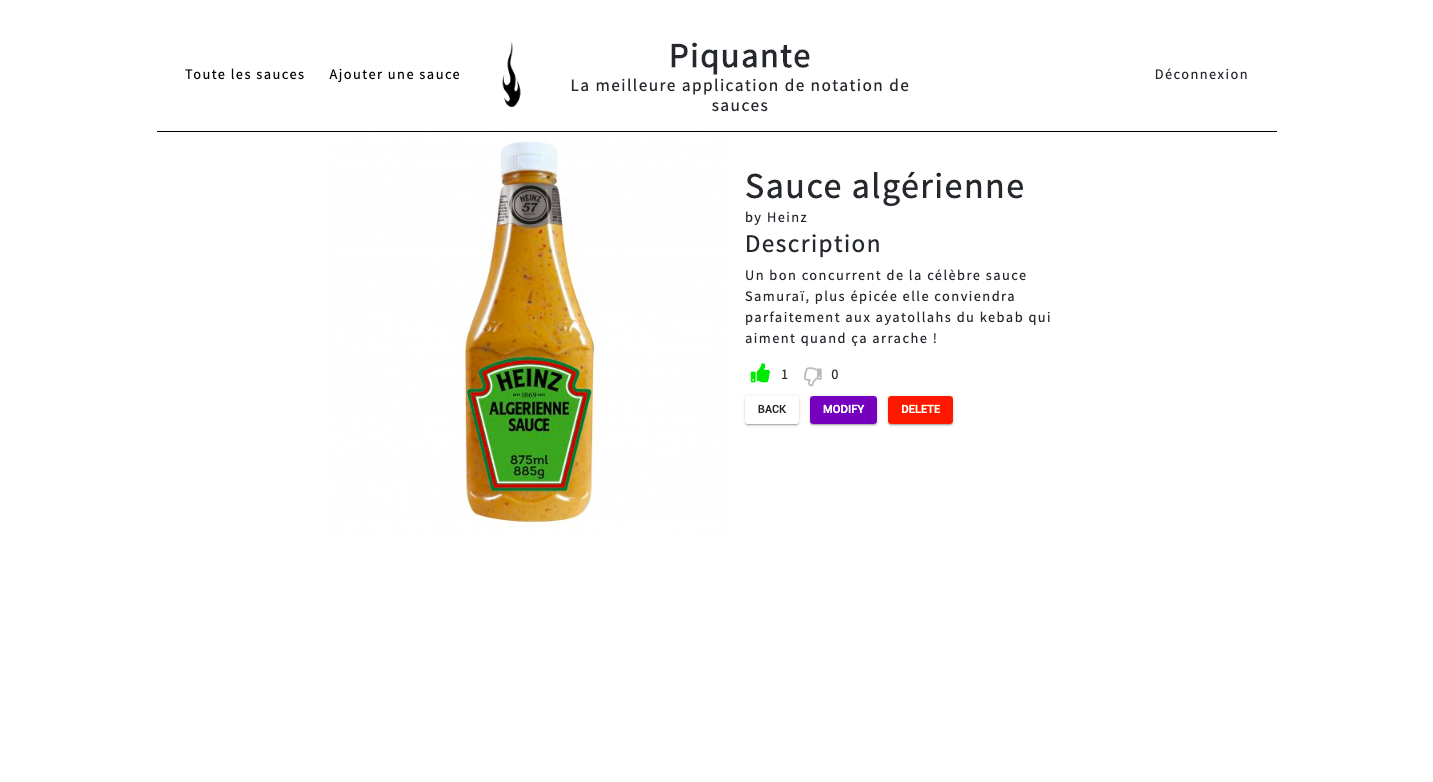 Toute les sauces
Ajouter une sauce
Piquante
La meilleure application de notation de
sauces
Déconnexion
HEINZ
57
HEINZ
1869
ALGERIENNE
SAUCE
875ml
885g
Sauce algérienne
by Heinz
Description
Un bon concurrent de la célèbre sauce
Samuraï, plus épicée elle conviendra
parfaitement aux ayatollahs du kebab qui
aiment quand ça arrache !
1 0
BACK MODIFY DELETE